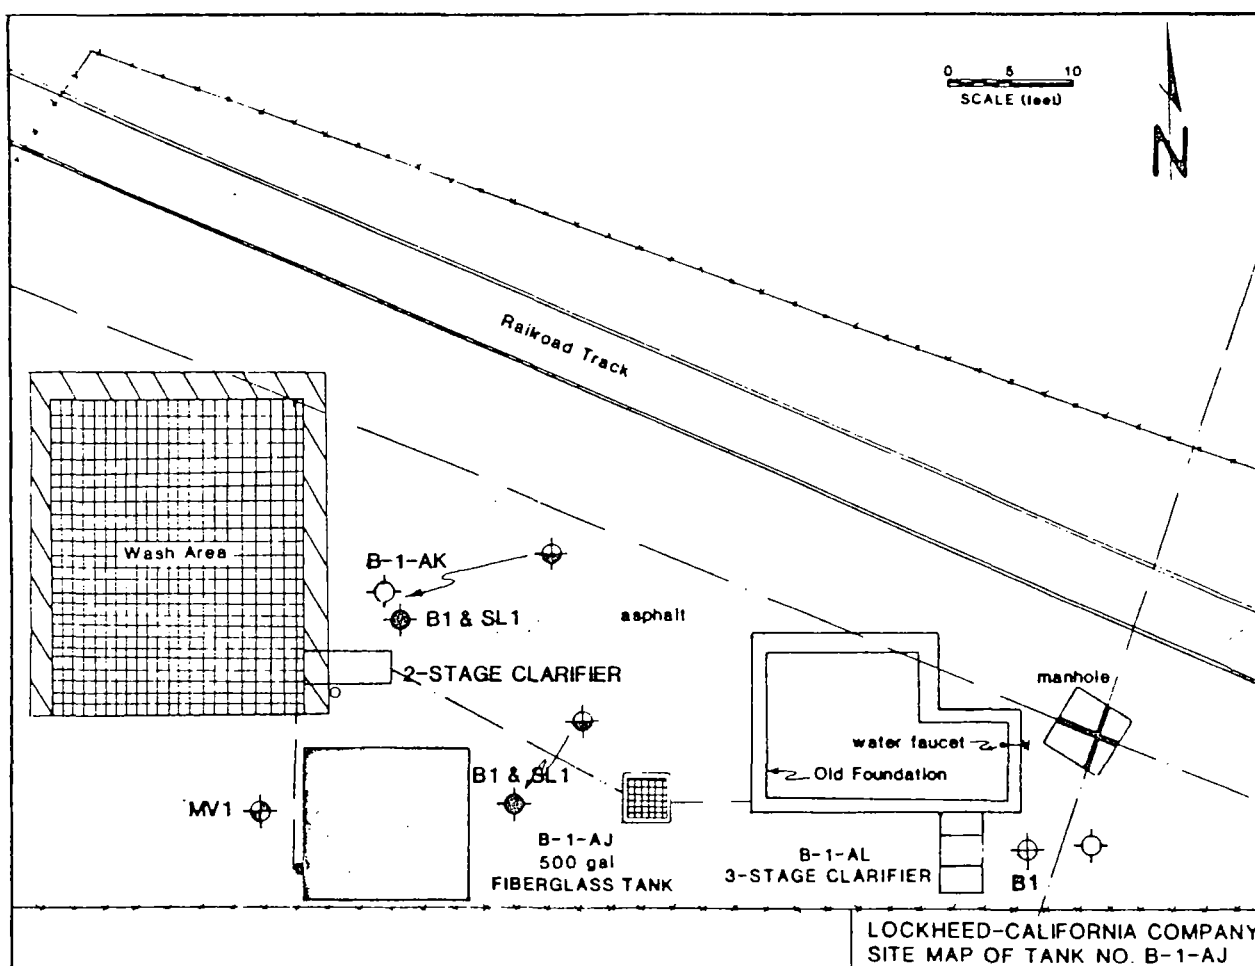 0 5 10
SCALE (feet)
N
Railroad Track
Wash Area
B-1-AK
B1 & SL1
asphalt
2-STAGE CLARIFIER
manhole
water faucet
Old Foundation
B1 & SL1
MV1
B-1-AJ
500 gal
FIBERGLASS TANK
B-1-AL
3-STAGE CLARIFIER
B1
LOCKHEED-CALIFORNIA COMPANY
SITE MAP OF TANK NO. B-1-AJ